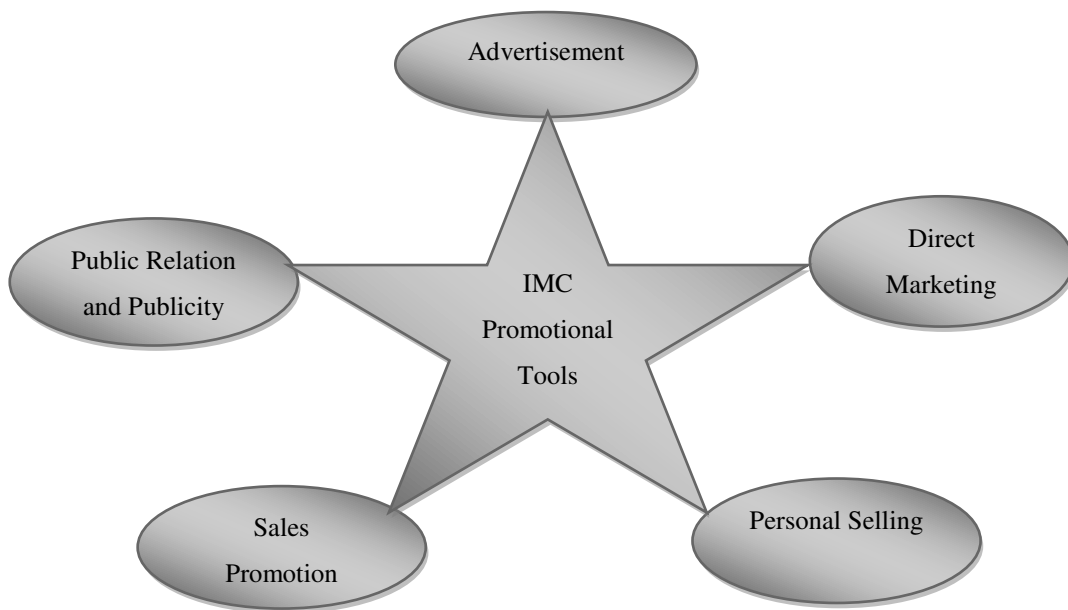 Advertisement
Public Relation
and Publicity
IMC
Promotional
Tools
Direct
Marketing
Sales
Promotion
Personal Selling